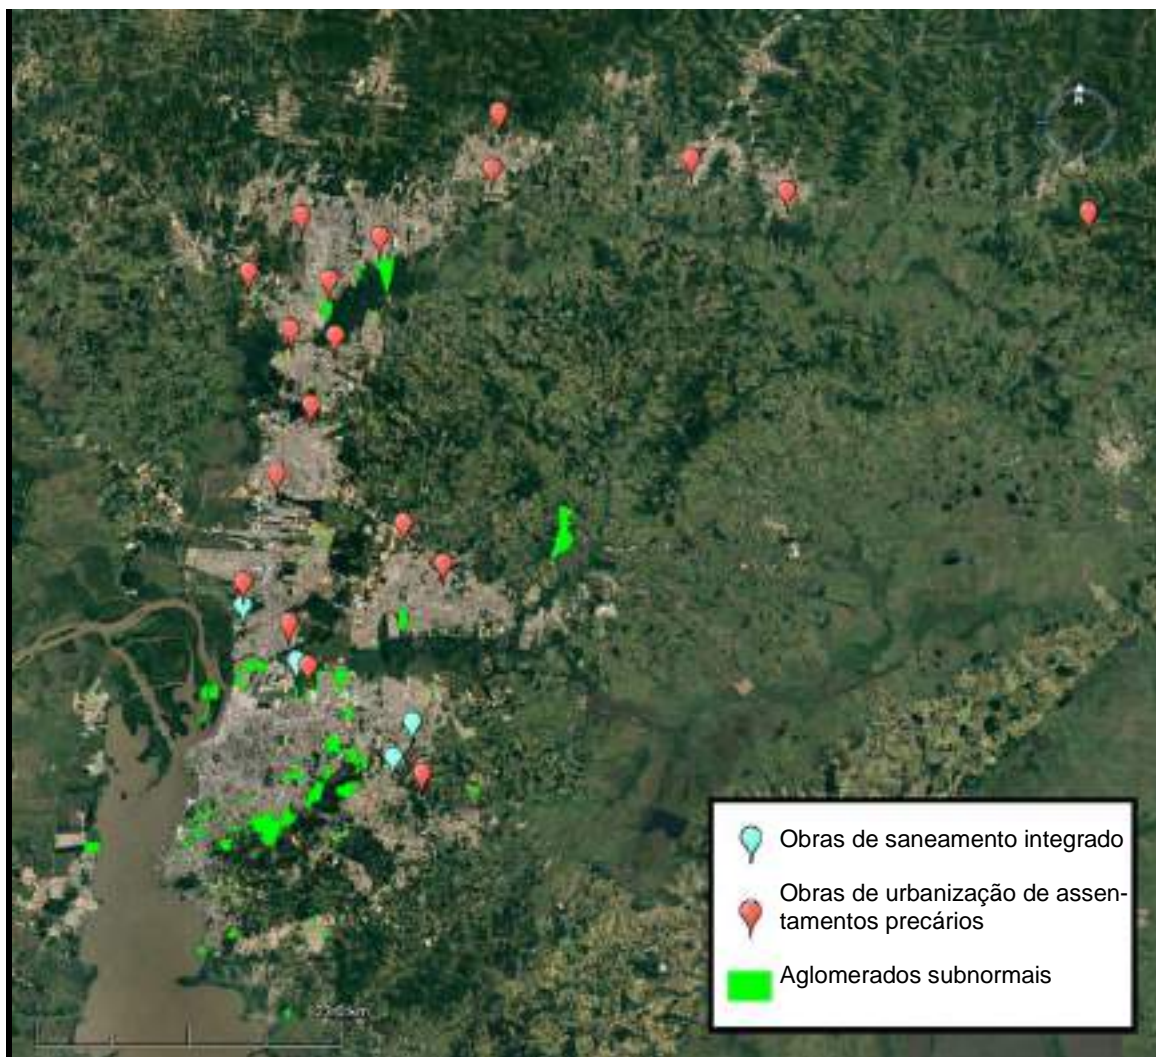 Obras de saneamento integrado
Obras de urbanização de assen-
tamentos precários
Aglomerados subnormais